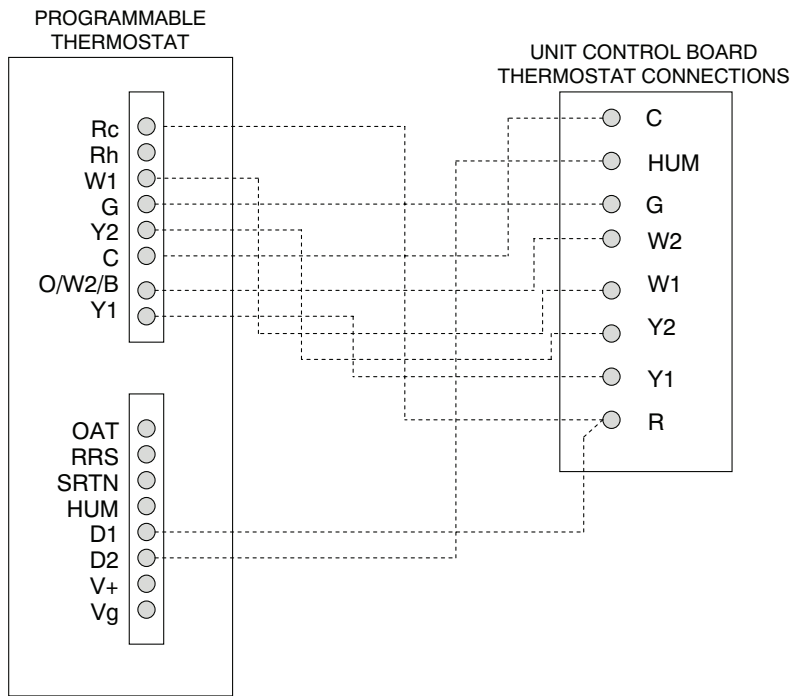 PROGRAMMABLE
THERMOSTAT
Rc
Rh
W1
G
Y2
C
O/W2/B
Y1
OAT
RRS
SRTN
HUM
D1
D2
V+
Vg
UNIT CONTROL BOARD
THERMOSTAT CONNECTIONS
C
HUM
G
W2
W1
Y2
Y1
R